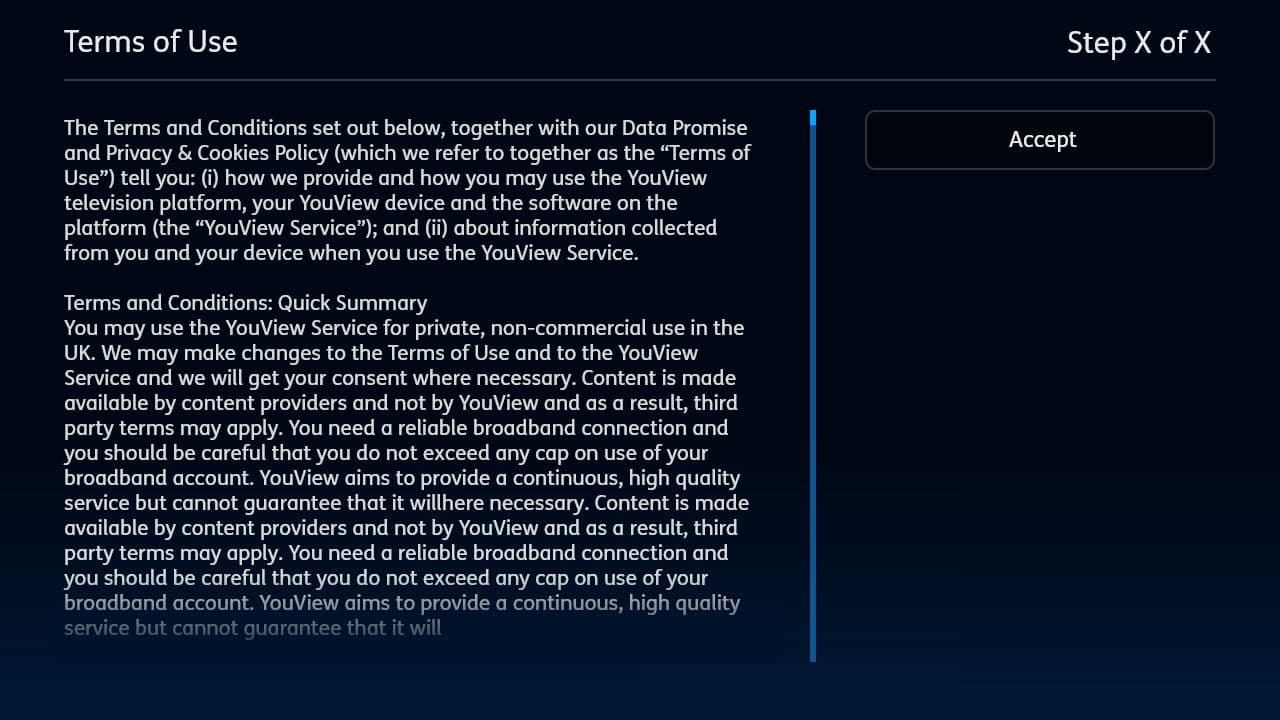 Terms of Use
Step X of X
The Terms and Conditions set out below, together with our Data Promise
and Privacy & Cookies Policy (which we refer to together as the “Terms of
Use”) tell you: (i) how we provide and how you may use the YouView
television platform, your YouView device and the software on the
platform (the “YouView Service”); and (ii) about information collected
from you and your device when you use the YouView Service.
Terms and Conditions: Quick Summary
You may use the YouView Service for private, non-commercial use in the
UK. We may make changes to the Terms of Use and to the YouView
Service and we will get your consent where necessary. Content is made
available by content providers and not by YouView and as a result, third
party terms may apply. You need a reliable broadband connection and
you should be careful that you do not exceed any cap on use of your
broadband account. YouView aims to provide a continuous, high quality
service but cannot guarantee that it willhere necessary. Content is made
available by content providers and not by YouView and as a result, third
party terms may apply. You need a reliable broadband connection and
you should be careful that you do not exceed any cap on use of your
broadband account. YouView aims to provide a continuous, high quality
service but cannot guarantee that it will
Accept